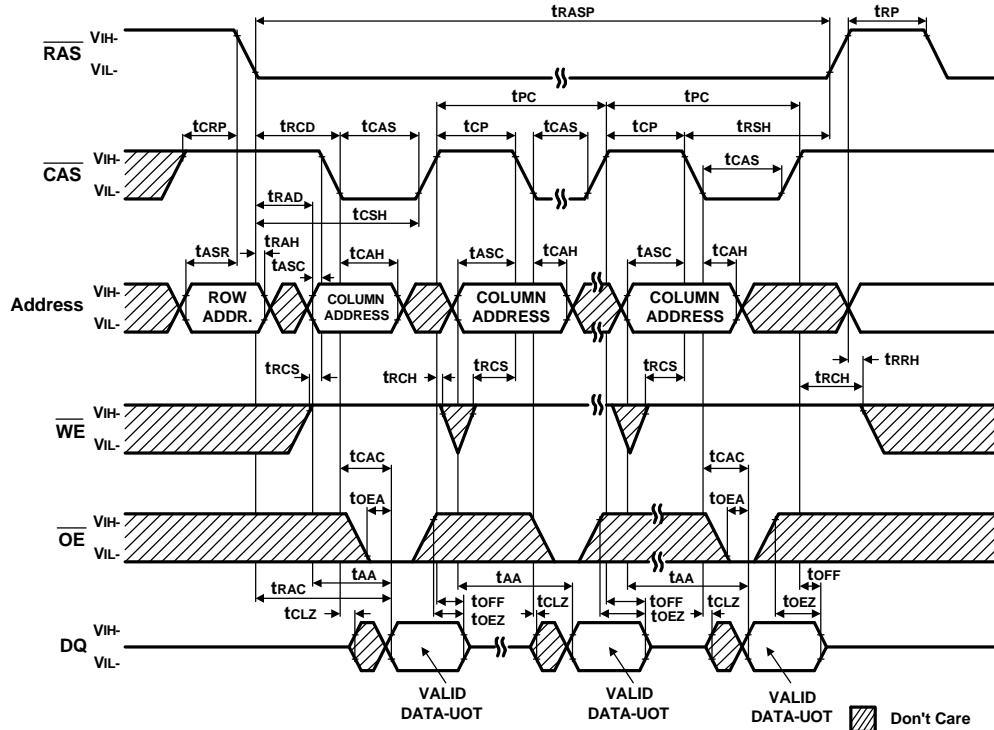 tRASP
tRP
RAS
VIH-
VIL-
tPC
tPC
tCRP
tRCD
tCAS
tCP
tCAS
tCP
tRSH
CAS
VIH-
VIL-
tCAS
tRAD
tCSH
tASR
tRAH
tASC
tCAH
tASC
tCAH
tASC
tCAH
Address
VIH-
VIL-
ROW
ADDR.
COLUMN
ADDRESS
COLUMN
ADDRESS
COLUMN
ADDRESS
tRCS
tRCH
tRCS
tRCS
tRCH
tRRH
WE
VIH-
VIL-
tCAC
tCAC
tOEA
tOEA
OE
VIH-
VIL-
tAA
tAA
tAA
tRAC
tCLZ
tOFF
tOEZ
tCLZ
tOFF
tOEZ
tCLZ
tOFF
tOEZ
DQ
VIH-
VIL-
VALID
DATA-UOT
VALID
DATA-UOT
VALID
DATA-UOT
Don't Care